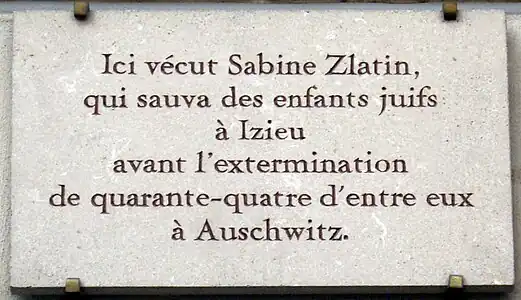 Ici vécut Sabine Zlatin,
qui sauva des enfants juifs
à Izieu
avant l'extermination
de quarante-quatre d'entre eux
à Auschwitz.